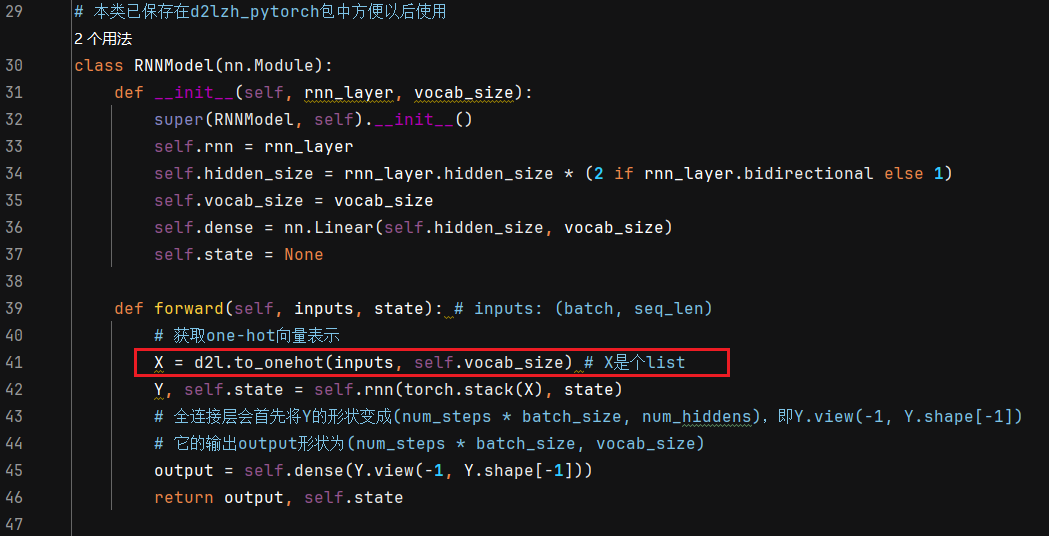 29 # 本类已保存在d2lzh_pytorch包中方便以后使用
2 个用法
30 class RNNModel(nn.Module):
31     def __init__(self, rnn_layer, vocab_size):
32         super(RNNModel, self).__init__()
33         self.rnn = rnn_layer
34         self.hidden_size = rnn_layer.hidden_size * (2 if rnn_layer.bidirectional else 1)
35         self.vocab_size = vocab_size
36         self.dense = nn.Linear(self.hidden_size, vocab_size)
37         self.state = None
38
39     def forward(self, inputs, state): # inputs: (batch, seq_len)
40         # 获取one-hot向量表示
41         X = d2l.to_onehot(inputs, self.vocab_size) # X是个list
42         Y, self.state = self.rnn(torch.stack(X), state)
43         # 全连接层会首先将Y的形状变成(num_steps * batch_size, num_hiddens)，即Y.view(-1, Y.shape[-1])
44         # 它的输出output形状为(num_steps * batch_size, vocab_size)
45         output = self.dense(Y.view(-1, Y.shape[-1]))
46         return output, self.state
47